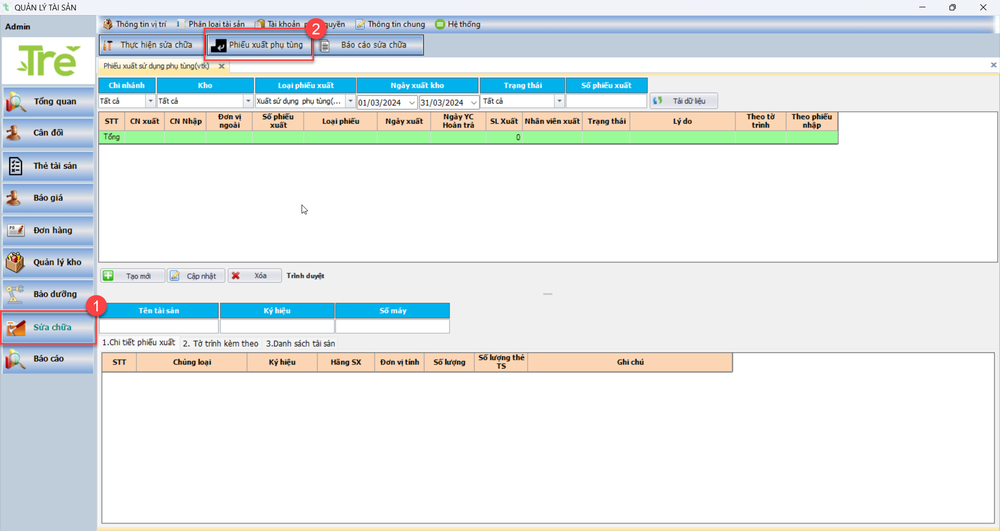 QUẢN LÝ TÀI SẢN
Admin
Thông tin vị trí
Phân loại tài sản
Tài khoản
quyền
Thông tin chung
Hệ thống
2
Thực hiện sửa chữa
Phiếu xuất phụ tùng
Báo cáo sửa chữa
Tre
Phiếu xuất sử dụng phụ tùng(vtk)
Chi nhánh
Kho
Loại phiếu xuất
Ngày xuất kho
Trạng thái
Số phiếu xuất
Tất cả
Tất cả
Xuất sử dụng phụ tùng(...
01/03/2024
31/03/2024
Tất cả
Tải dữ liệu
STT
CN xuất
CN Nhập
Đơn vị ngoài
Số phiếu xuất
Loại phiếu
Ngày xuất
Ngày YC Hoàn trả
SL Xuất
Nhân viên xuất
Trạng thái
Lý do
Theo tờ trình
Theo phiếu nhập
Tổng
0
Tổng quan
Cân đối
Thẻ tài sản
Báo giá
Đơn hàng
PO
Quản lý kho
Bảo dưỡng
1
Sửa chữa
Báo cáo
Tạo mới
Cập nhật
Xóa
Trình duyệt
Tên tài sản
Ký hiệu
Số máy
1.Chi tiết phiếu xuất
2. Tờ trình kèm theo
3.Danh sách tài sản
STT
Chủng loại
Ký hiệu
Hãng SX
Đơn vị tính
Số lượng
Số lượng thẻ TS
Ghi chú